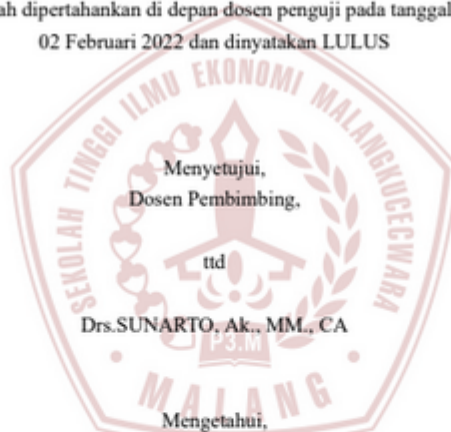 ah dipertahankan di depan dosen penguji pada tanggal
02 Februari 2022 dan dinyatakan LULUS
SEKOLAH TINGGI ILMU EKONOMI MALANGKUCECWARA
Menyetujui,
Dosen Pembimbing,
ttd
Drs.SUNARTO, Ak., MM., CA
P3.M
MALANG
Mengetahui,